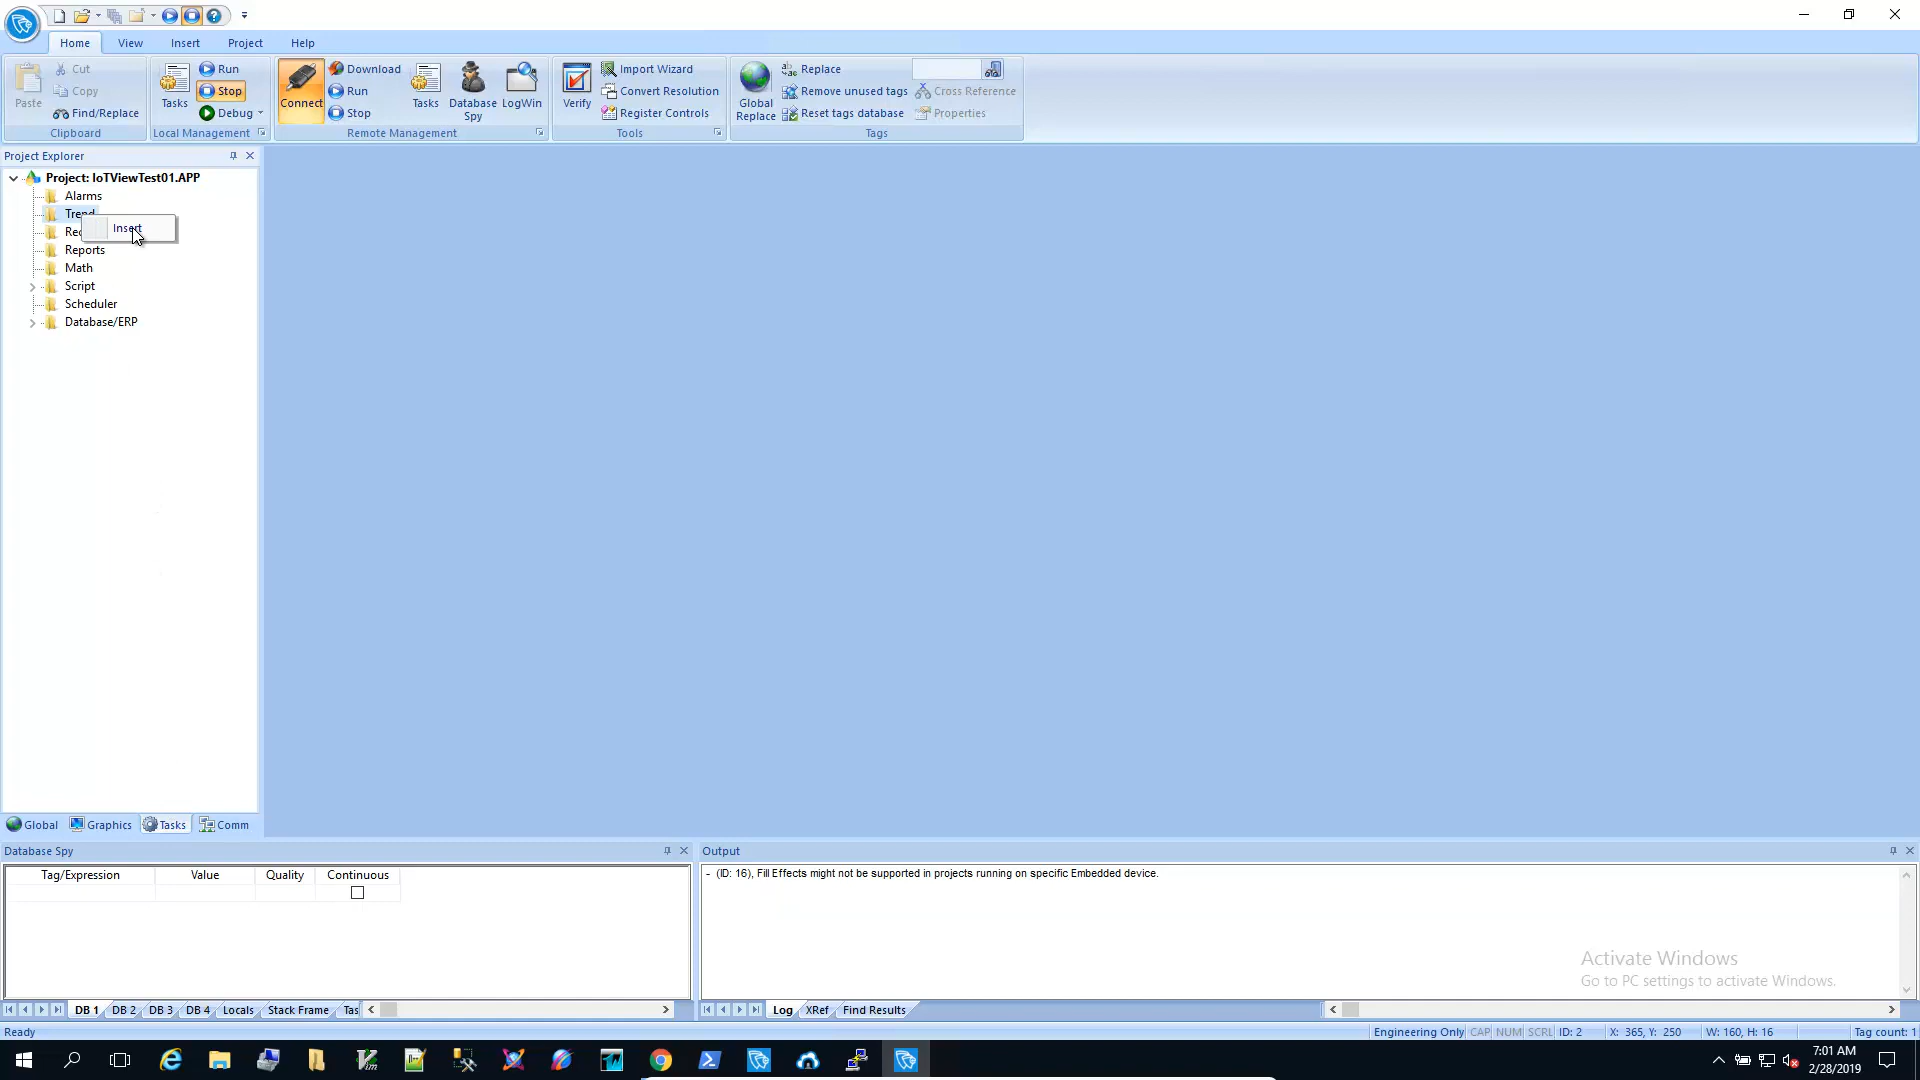 Home View Insert Project Help
Paste Cut Copy Find/Replace
Clipboard
Tasks Run Stop Debug
Local Management
Connect Download Run Stop Tasks Database Spy LogWin
Remote Management
Verify Import Wizard Convert Resolution Register Controls
Tools
Global Replace Replace Remove unused tags Reset tags database Cross Reference Properties
Tags
Project Explorer
Project: IoTViewTest01.APP
Alarms
Trend
Insert
Rec
Reports
Math
Script
Scheduler
Database/ERP
Global Graphics Tasks Comm
Database Spy
Tag/Expression Value Quality Continuous
DB 1 DB 2 DB 3 DB 4 Locals Stack Frame Tas
Output
- (ID: 16), Fill Effects might not be supported in projects running on specific Embedded device.
Activate Windows
Go to PC settings to activate Windows.
Log XRef Find Results
Ready Engineering Only CAP NUM SCRL ID: 2 X: 365, Y: 250 W: 160, H: 16 Tag count: 1
7:01 AM
2/28/2019